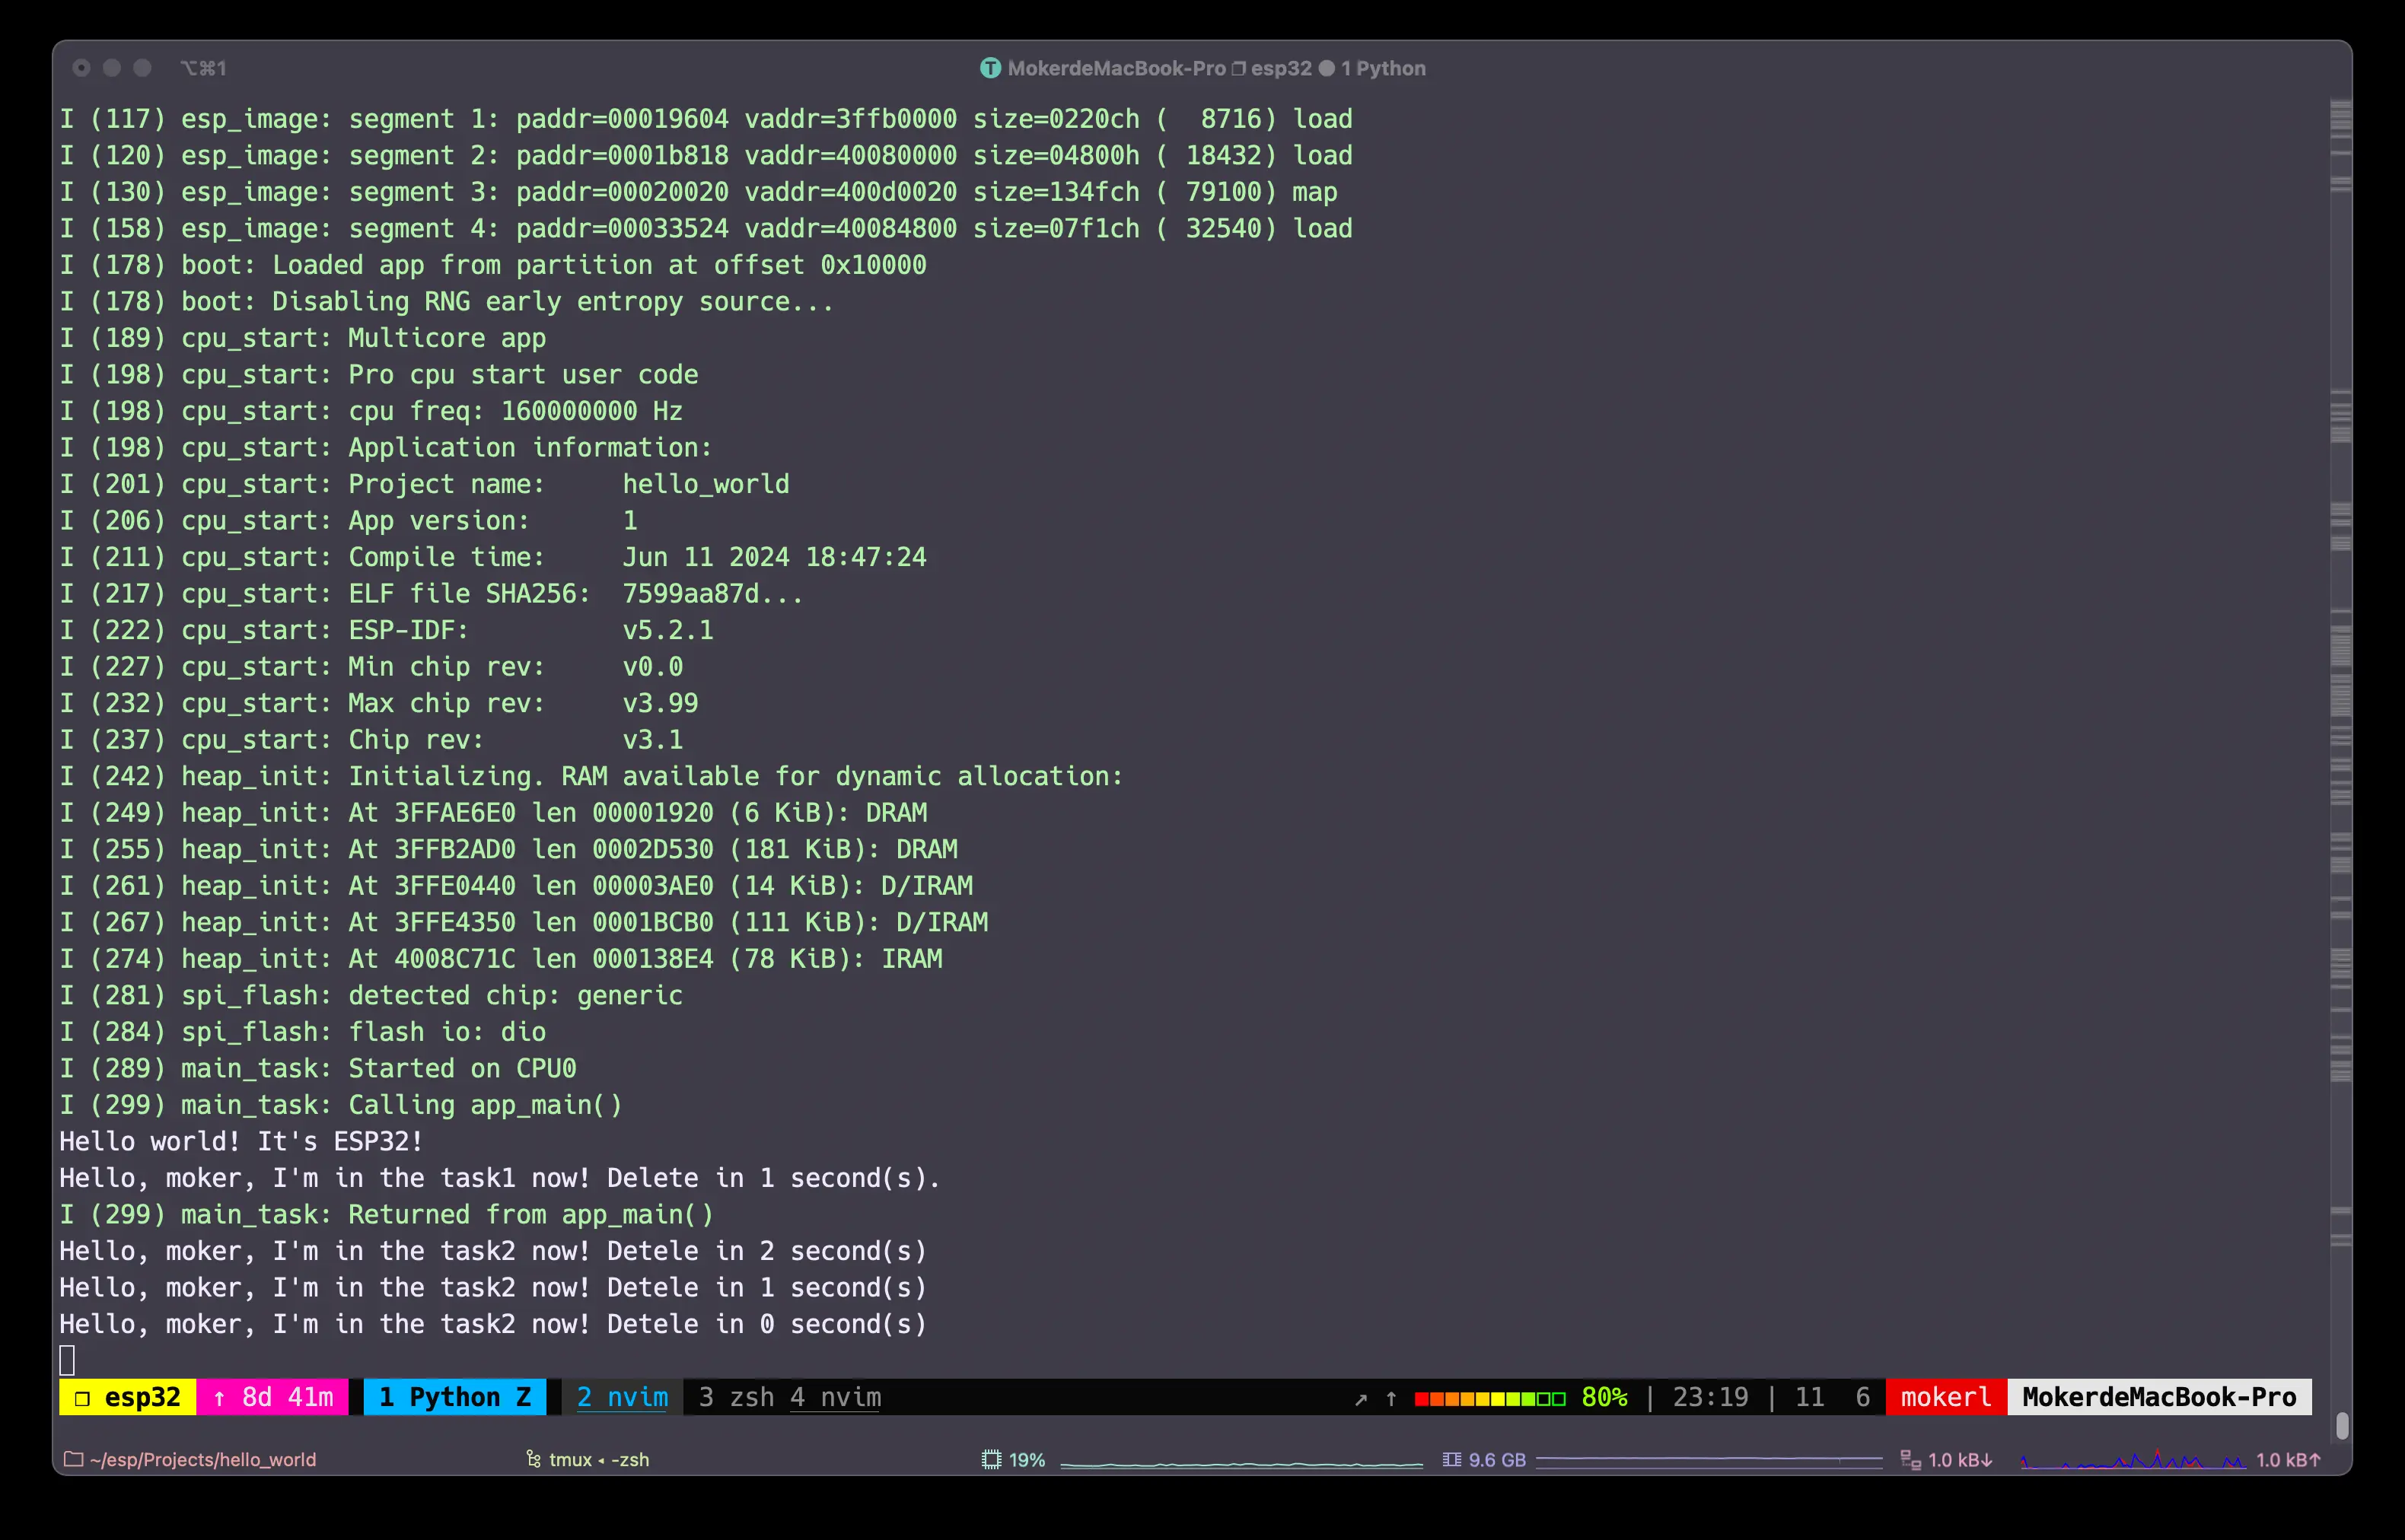 ⌥⌘1
T MokerdeMacBook-Pro ❐ esp32 ● 1 Python
I (117) esp_image: segment 1: paddr=00019604 vaddr=3ffb0000 size=0220ch (  8716) load
I (120) esp_image: segment 2: paddr=0001b818 vaddr=40080000 size=04800h ( 18432) load
I (130) esp_image: segment 3: paddr=00020020 vaddr=400d0020 size=134fch ( 79100) map
I (158) esp_image: segment 4: paddr=00033524 vaddr=40084800 size=07f1ch ( 32540) load
I (178) boot: Loaded app from partition at offset 0x10000
I (178) boot: Disabling RNG early entropy source...
I (189) cpu_start: Multicore app
I (198) cpu_start: Pro cpu start user code
I (198) cpu_start: cpu freq: 160000000 Hz
I (198) cpu_start: Application information:
I (201) cpu_start: Project name:     hello_world
I (206) cpu_start: App version:      1
I (211) cpu_start: Compile time:     Jun 11 2024 18:47:24
I (217) cpu_start: ELF file SHA256:  7599aa87d...
I (222) cpu_start: ESP-IDF:          v5.2.1
I (227) cpu_start: Min chip rev:     v0.0
I (232) cpu_start: Max chip rev:     v3.99
I (237) cpu_start: Chip rev:         v3.1
I (242) heap_init: Initializing. RAM available for dynamic allocation:
I (249) heap_init: At 3FFAE6E0 len 00001920 (6 KiB): DRAM
I (255) heap_init: At 3FFB2AD0 len 0002D530 (181 KiB): DRAM
I (261) heap_init: At 3FFE0440 len 00003AE0 (14 KiB): D/IRAM
I (267) heap_init: At 3FFE4350 len 0001BCB0 (111 KiB): D/IRAM
I (274) heap_init: At 4008C71C len 000138E4 (78 KiB): IRAM
I (281) spi_flash: detected chip: generic
I (284) spi_flash: flash io: dio
I (289) main_task: Started on CPU0
I (299) main_task: Calling app_main()
Hello world! It's ESP32!
Hello, moker, I'm in the task1 now! Delete in 1 second(s).
I (299) main_task: Returned from app_main()
Hello, moker, I'm in the task2 now! Detele in 2 second(s)
Hello, moker, I'm in the task2 now! Detele in 1 second(s)
Hello, moker, I'm in the task2 now! Detele in 0 second(s)
❐ esp32 ↑ 8d 41m 1 Python Z 2 nvim 3 zsh 4 nvim ↗ ↑ 80% | 23:19 | 11 6 mokerl MokerdeMacBook-Pro
~/esp/Projects/hello_world tmux ◂ -zsh 19% 9.6 GB 1.0 kB↓ 1.0 kB↑